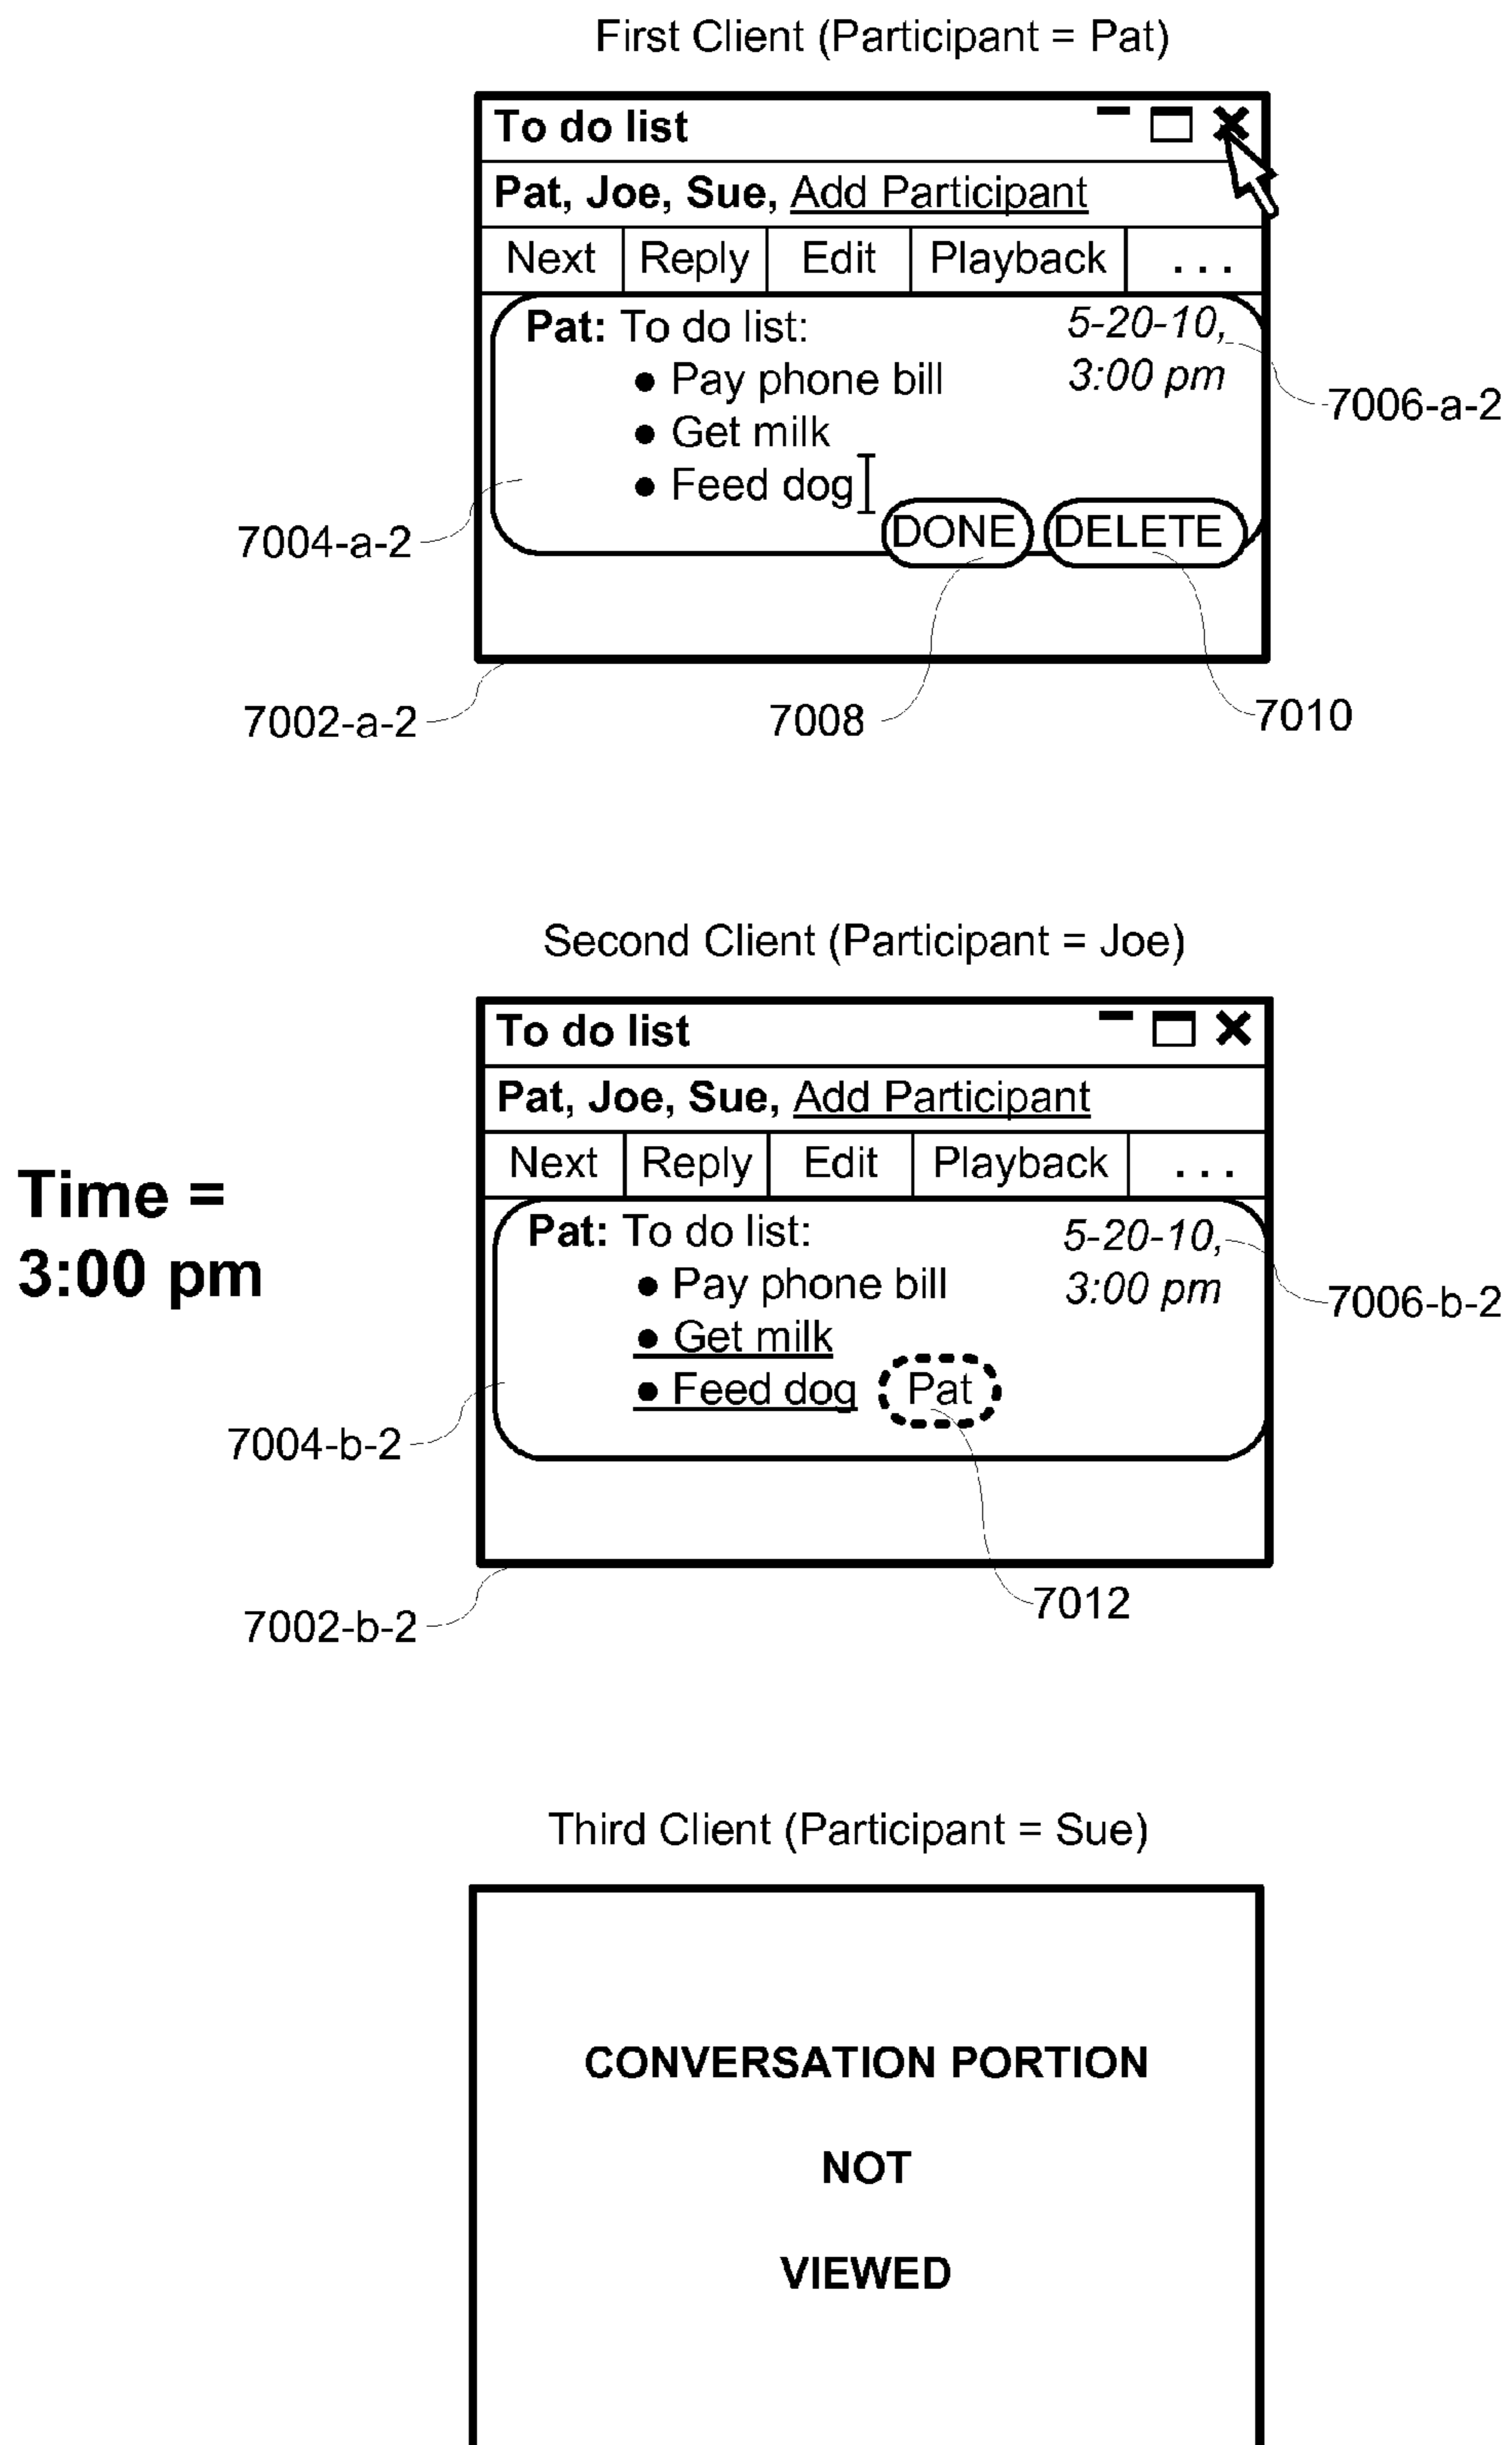 First Client (Participant = Pat)
To do list
Pat, Joe, Sue, Add Participant
Next Reply Edit Playback ...
Pat: To do list: 5-20-10,
• Pay phone bill 3:00 pm
7006-a-2
• Get milk
• Feed dog
DONE DELETE
7004-a-2
7002-a-2 7008 7010
Second Client (Participant = Joe)
To do list
Pat, Joe, Sue, Add Participant
Next Reply Edit Playback ...
Time =
3:00 pm
Pat: To do list: 5-20-10,
• Pay phone bill 3:00 pm
7006-b-2
• Get milk
• Feed dog Pat
7004-b-2
7012
7002-b-2
Third Client (Participant = Sue)
CONVERSATION PORTION
NOT
VIEWED